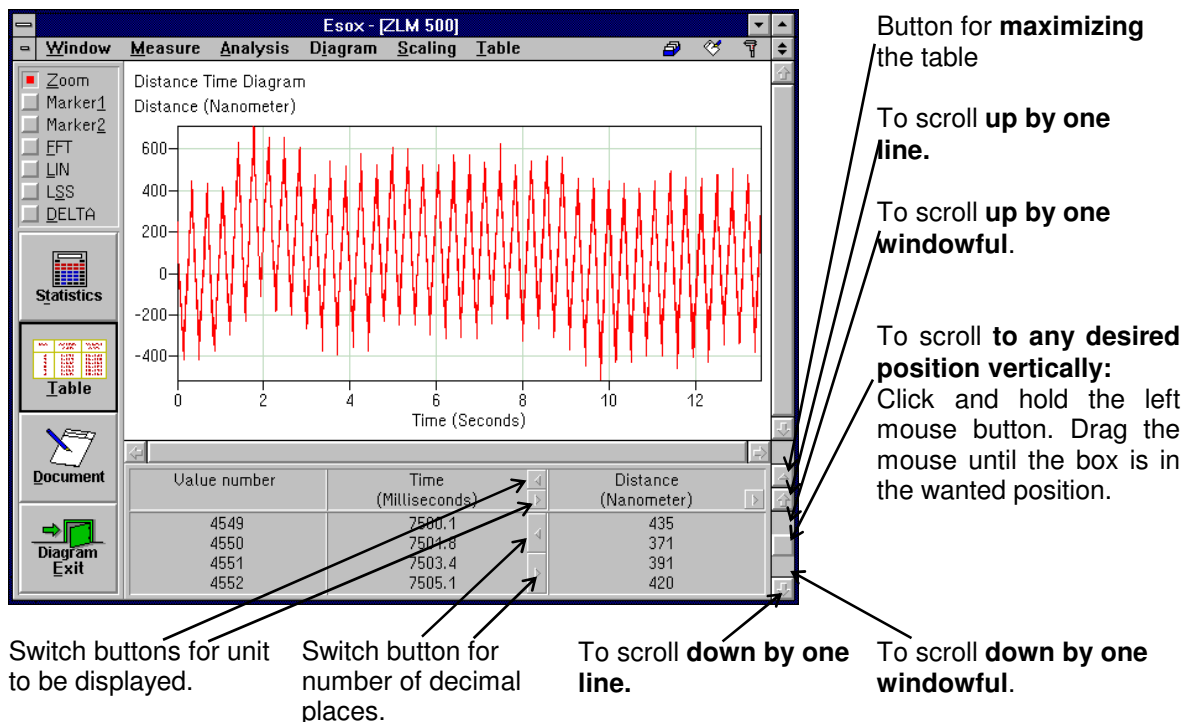 Esox - [ZLM 500]
Window Measure Analysis Diagram Scaling Table
Zoom
Marker1
Marker2
FFT
LIN
LSS
DELTA
Statistics
Table
Document
Diagram
Exit
Distance Time Diagram
Distance (Nanometer)
600
400
200
0
-200
-400
0 2 4 6 8 10 12
Time (Seconds)
Value number Time (Milliseconds) Distance (Nanometer)
4549 7500.1 435
4550 7501.8 371
4551 7503.4 391
4552 7505.1 420
Button for maximizing
the table
To scroll up by one
line.
To scroll up by one
windowful.
To scroll to any desired
position vertically:
Click and hold the left
mouse button. Drag the
mouse until the box is in
the wanted position.
Switch buttons for unit
to be displayed.
Switch button for
number of decimal
places.
To scroll down by one
line.
To scroll down by one
windowful.